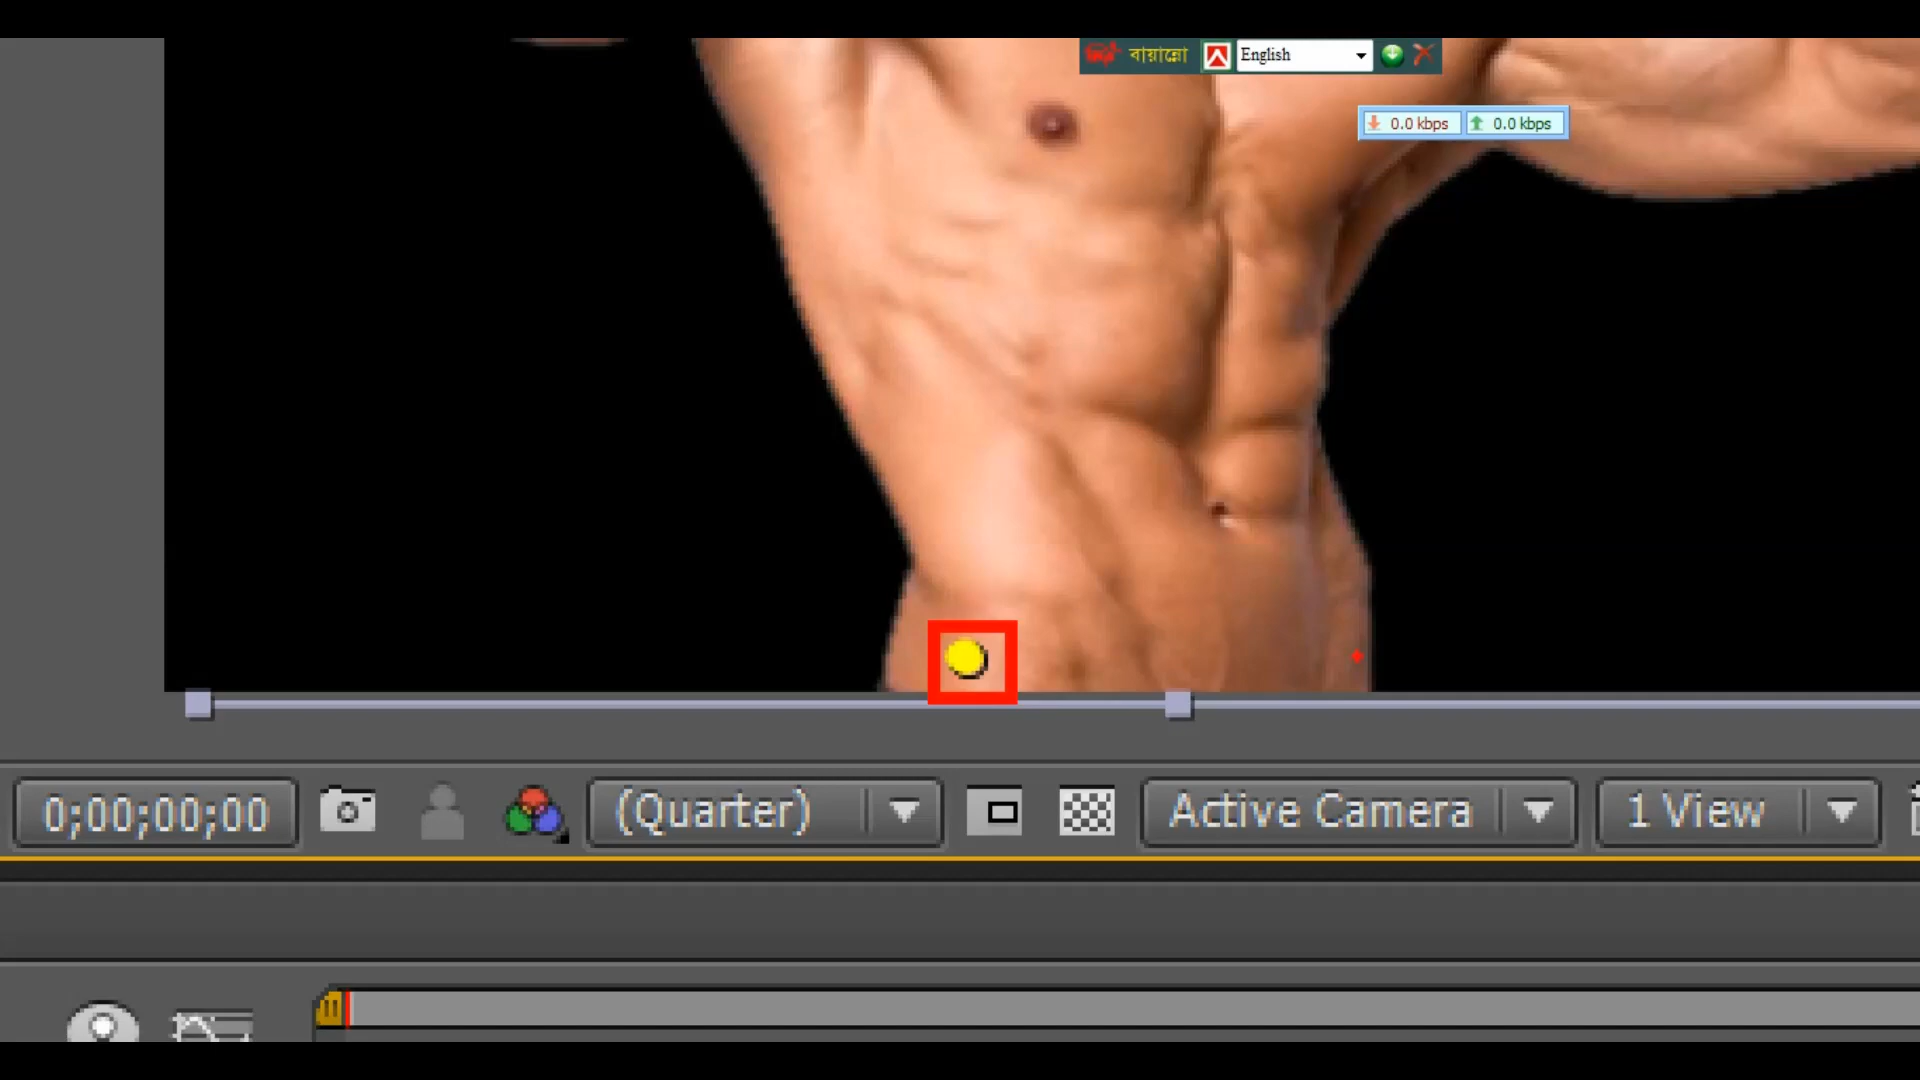 বায়ান্নো English
0.0 kbps 0.0 kbps
0;00;00;00 (Quarter) Active Camera 1 View